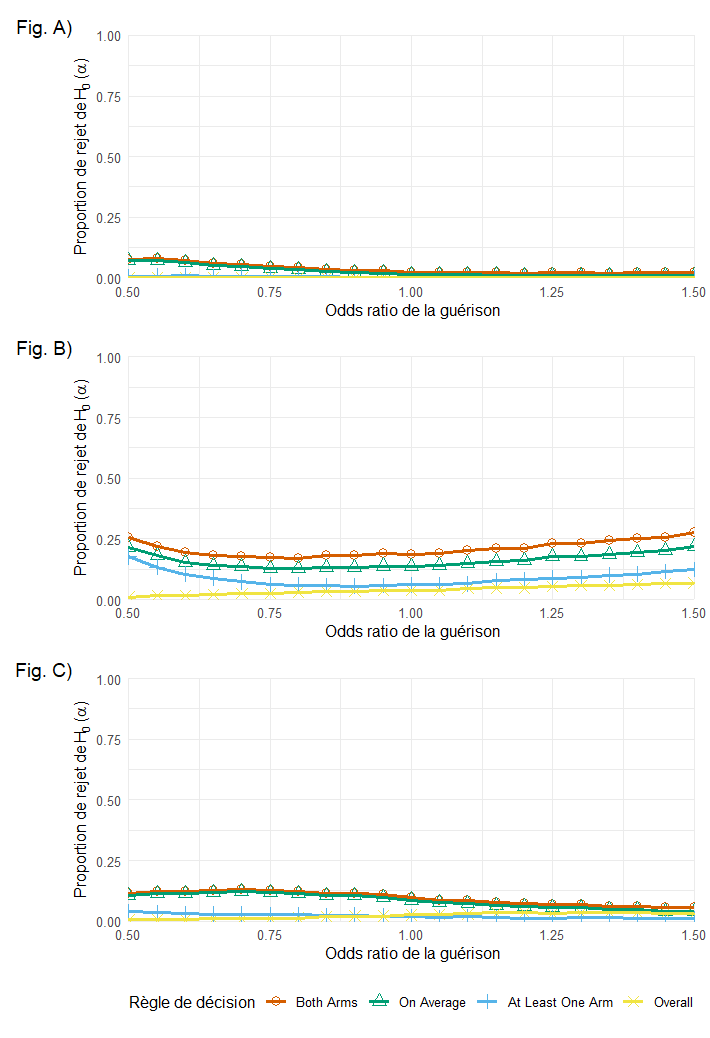 Fig. A)
Proportion de rejet de H₀ (α)
1.00
0.75
0.50
0.25
0.00
0.50 0.75 1.00 1.25 1.50
Odds ratio de la guérison
Fig. B)
Proportion de rejet de H₀ (α)
1.00
0.75
0.50
0.25
0.00
0.50 0.75 1.00 1.25 1.50
Odds ratio de la guérison
Fig. C)
Proportion de rejet de H₀ (α)
1.00
0.75
0.50
0.25
0.00
0.50 0.75 1.00 1.25 1.50
Odds ratio de la guérison
Règle de décision Both Arms On Average At Least One Arm Overall